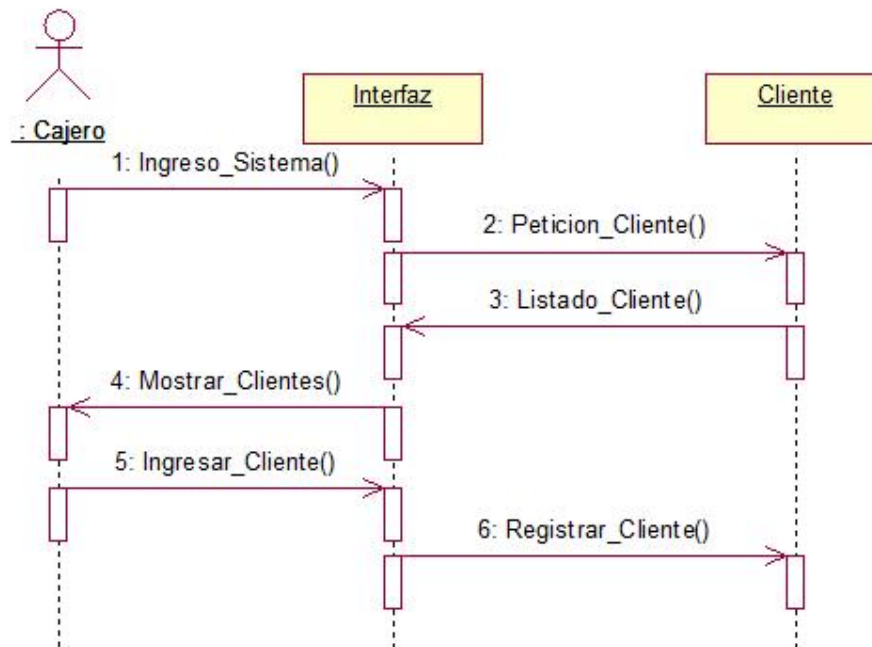 Interfaz
Cliente
: Cajero
1: Ingreso_Sistema()
2: Peticion_Cliente()
3: Listado_Cliente()
4: Mostrar_Clientes()
5: Ingresar_Cliente()
6: Registrar_Cliente()